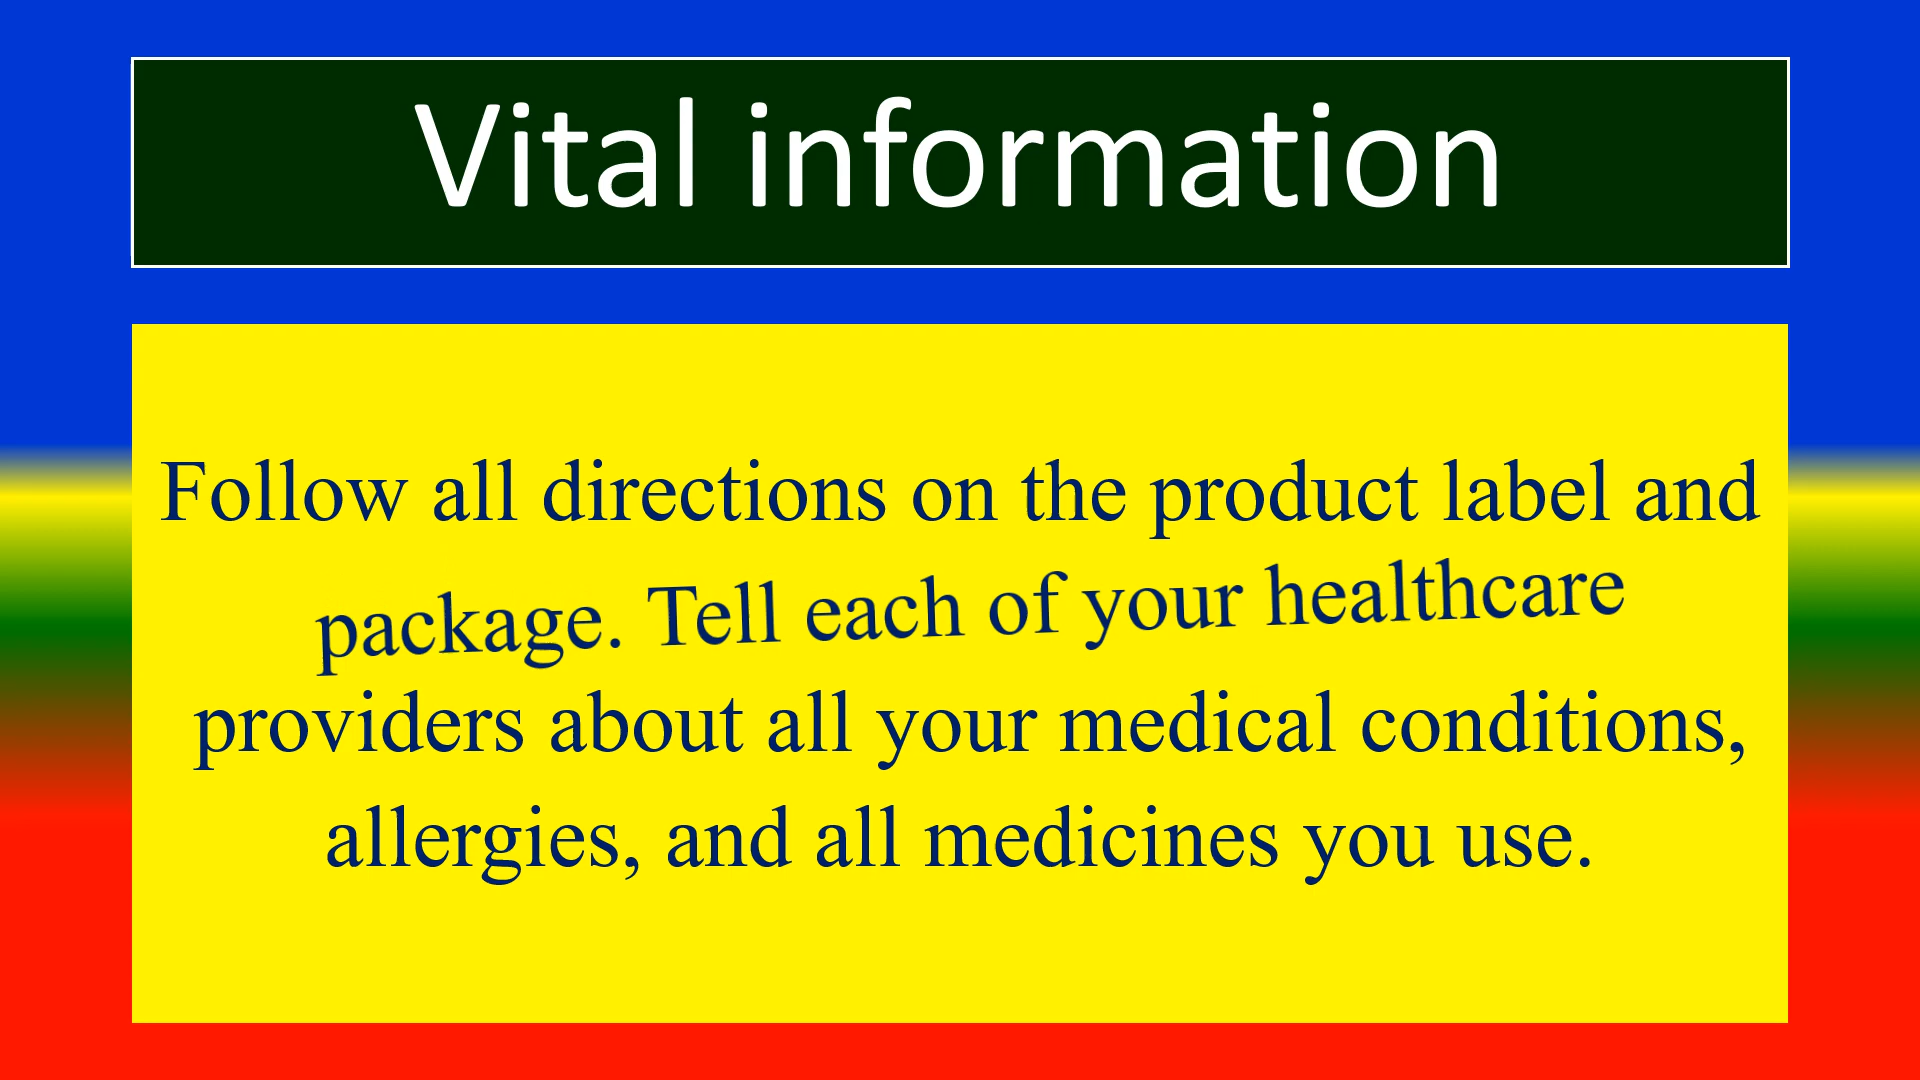 Vital information
Follow all directions on the product label and
package. Tell each of your healthcare
providers about all your medical conditions,
allergies, and all medicines you use.